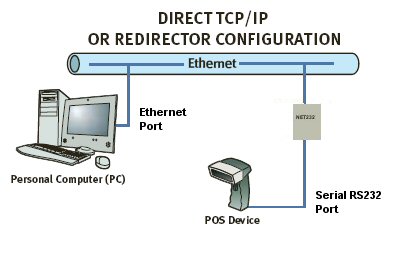 DIRECT TCP/IP
OR REDIRECTOR CONFIGURATION
Ethernet
Ethernet
Port
NET232
Personal Computer (PC)
Serial RS232
Port
POS Device